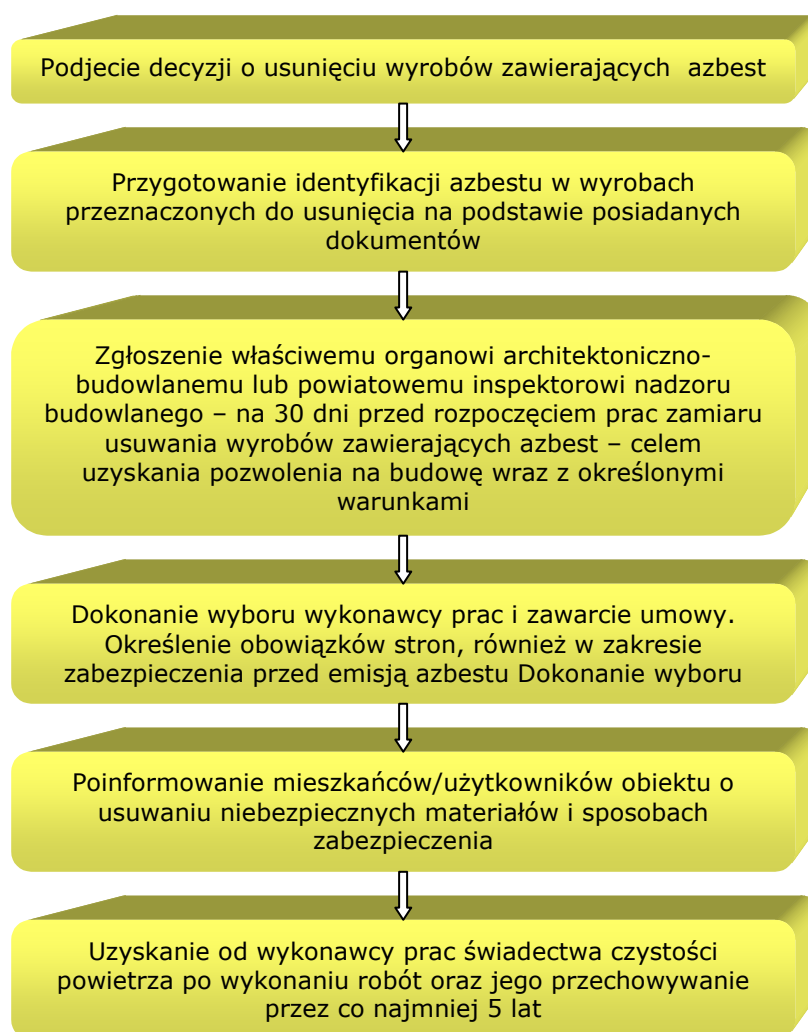 Podjecie decyzji o usunięciu wyrobów zawierających azbest
Przygotowanie identyfikacji azbestu w wyrobach
przeznaczonych do usunięcia na podstawie posiadanych
dokumentów
Zgłoszenie właściwemu organowi architektoniczno-
budowlanemu lub powiatowemu inspektorowi nadzoru
budowlanego – na 30 dni przed rozpoczęciem prac zamiaru
usuwania wyrobów zawierających azbest – celem
uzyskania pozwolenia na budowę wraz z określonymi
warunkami
Dokonanie wyboru wykonawcy prac i zawarcie umowy.
Określenie obowiązków stron, również w zakresie
zabezpieczenia przed emisją azbestu Dokonanie wyboru
Poinformowanie mieszkańców/użytkowników obiektu o
usuwaniu niebezpiecznych materiałów i sposobach
zabezpieczenia
Uzyskanie od wykonawcy prac świadectwa czystości
powietrza po wykonaniu robót oraz jego przechowywanie
przez co najmniej 5 lat